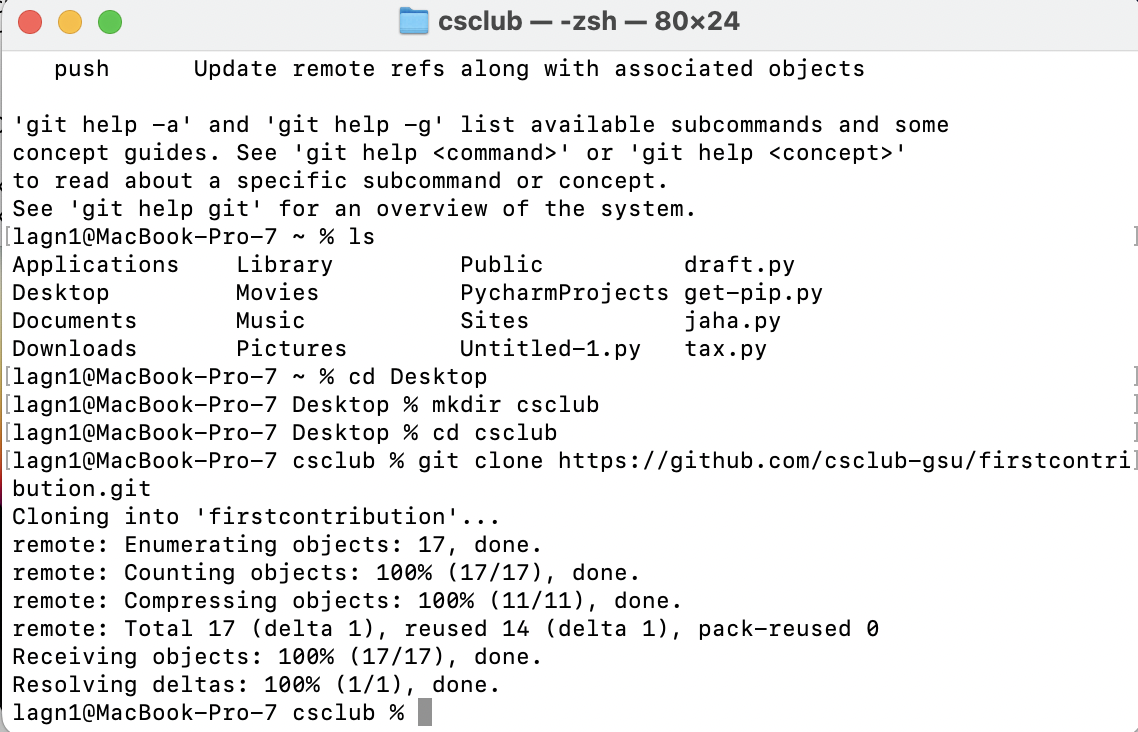 csclub — -zsh — 80×24
push      Update remote refs along with associated objects
'git help -a' and 'git help -g' list available subcommands and some
concept guides. See 'git help <command>' or 'git help <concept>'
to read about a specific subcommand or concept.
See 'git help git' for an overview of the system.
[lagn1@MacBook-Pro-7 ~ % ls ]
Applications    Library         Public          draft.py
Desktop         Movies          PycharmProjects get-pip.py
Documents       Music           Sites           jaha.py
Downloads       Pictures        Untitled-1.py   tax.py
[lagn1@MacBook-Pro-7 ~ % cd Desktop ]
[lagn1@MacBook-Pro-7 Desktop % mkdir csclub ]
[lagn1@MacBook-Pro-7 Desktop % cd csclub ]
[lagn1@MacBook-Pro-7 csclub % git clone https://github.com/csclub-gsu/firstcontri]
bution.git
Cloning into 'firstcontribution'...
remote: Enumerating objects: 17, done.
remote: Counting objects: 100% (17/17), done.
remote: Compressing objects: 100% (11/11), done.
remote: Total 17 (delta 1), reused 14 (delta 1), pack-reused 0
Receiving objects: 100% (17/17), done.
Resolving deltas: 100% (1/1), done.
lagn1@MacBook-Pro-7 csclub %